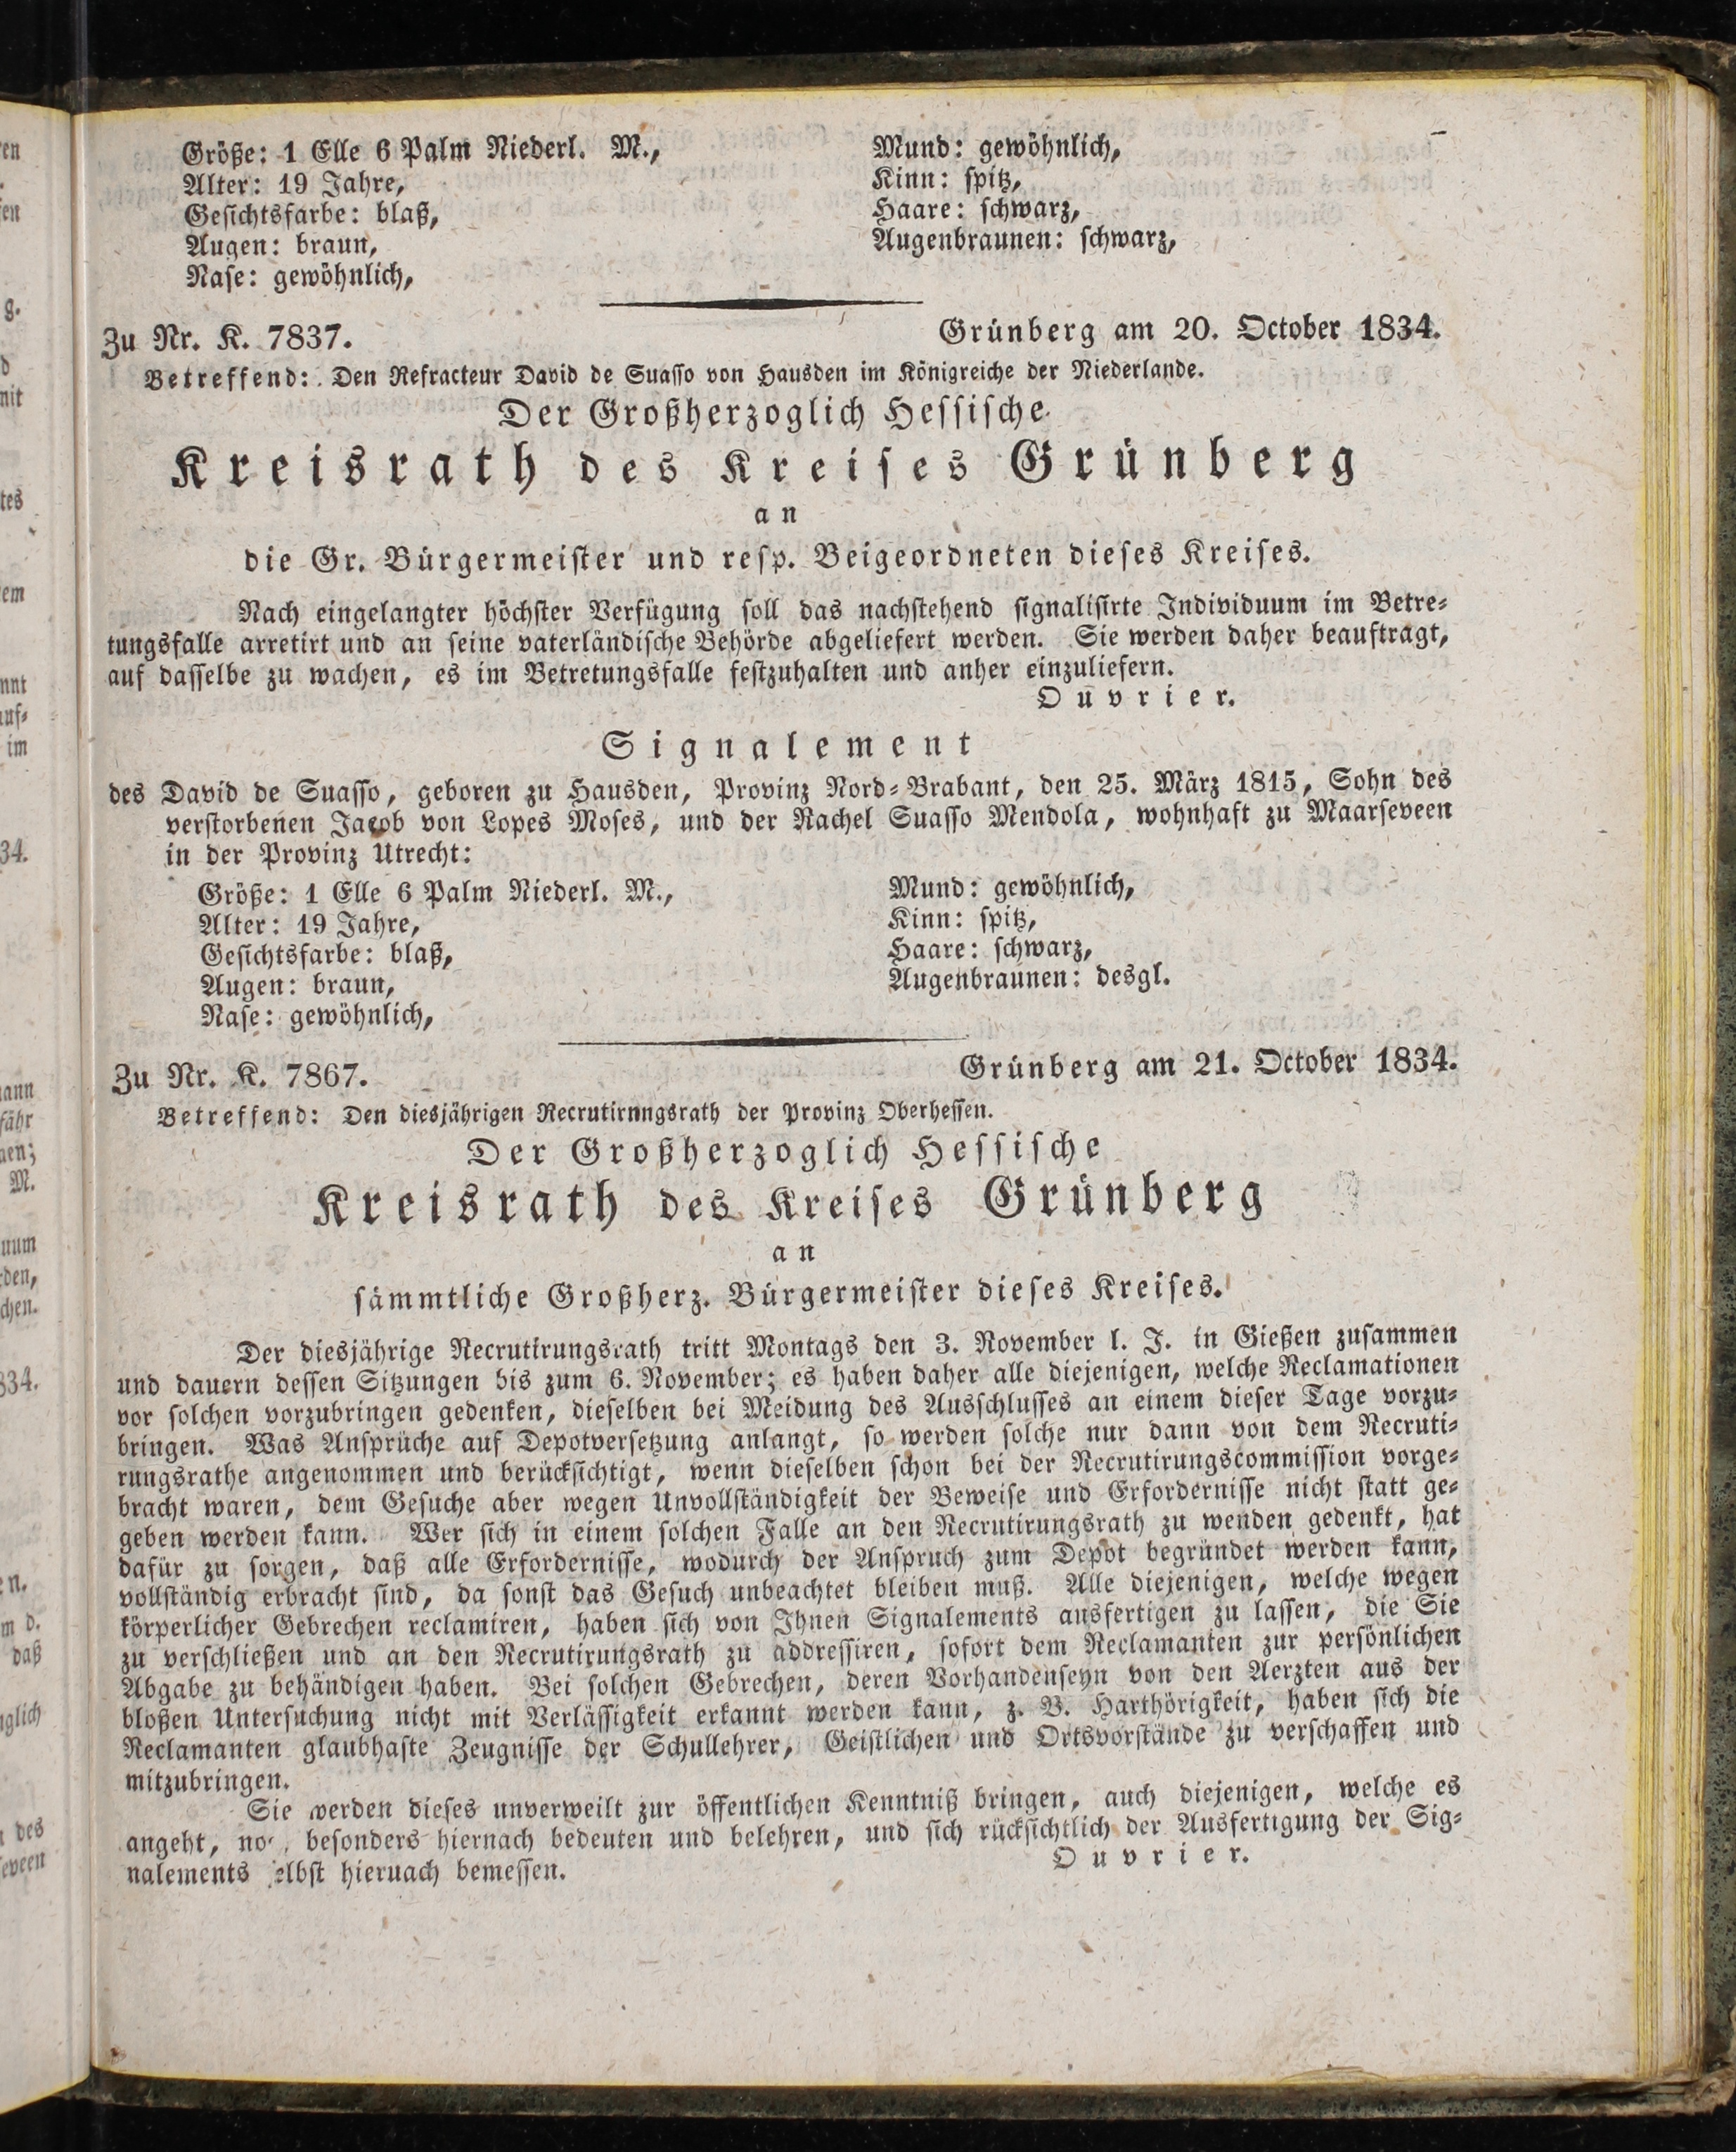 Größe: 1 Elle 6 Palm Niederl. M.,
Alter: 19 Jahre,
Gesichtsfarbe: blaß,
Augen: braun,
Nase: gewöhnlich,
Mund: gewöhnlich,
Kinn: spitz,
Haare: schwarz,
Augenbraunen: schwarz,
Zu Nr. K. 7837.
Grünberg am 20. October 1834.
Betreffend: Den Refracteur David de Suasso von Hausden im Königreiche der Niederlande.
Der Großherzoglich Hessische
Kreisrath des Kreises Grünberg
an
die Gr. Bürgermeister und resp. Beigeordneten dieses Kreises.
Nach eingelangter höchster Verfügung soll das nachstehend signalisirte Individuum im Betre-
tungsfalle arretirt und an seine vaterländische Behörde abgeliefert werden. Sie werden daher beauftragt,
auf dasselbe zu wachen, es im Betretungsfalle festzuhalten und anher einzuliefern.
Ouvrier.
Signalement
des David de Suasso, geboren zu Hausden, Provinz Nord-Brabant, den 25. März 1815, Sohn des
verstorbenen Jacob von Lopes Moses, und der Rachel Suasso Mendola, wohnhaft zu Maarseveen
in der Provinz Utrecht:
Größe: 1 Elle 6 Palm Niederl. M.,
Alter: 19 Jahre,
Gesichtsfarbe: blaß,
Augen: braun,
Nase: gewöhnlich,
Mund: gewöhnlich,
Kinn: spitz,
Haare: schwarz,
Augenbraunen: desgl.
Zu Nr. K. 7867.
Grünberg am 21. October 1834.
Betreffend: Den diesjährigen Recrutirnngsrath der Provinz Oberhessen.
Der Großherzoglich Hessische
Kreisrath des Kreises Grünberg
an
sämmtliche Großherz. Bürgermeister dieses Kreises.
Der diesjährige Recrutirungsrath tritt Montags den 3. November l. J. in Gießen zusammen
und dauern dessen Sitzungen bis zum 6. November; es haben daher alle diejenigen, welche Reclamationen
vor solchen vorzubringen gedenken, dieselben bei Meidung des Ausschlusses an einem dieser Tage vorzu-
bringen. Was Ansprüche auf Depotversetzung anlangt, so werden solche nur dann von dem Recruti-
rungsrathe angenommen und berücksichtigt, wenn dieselben schon bei der Recrutirungscommission vorge-
bracht waren, dem Gesuche aber wegen Unvollständigkeit der Beweise und Erfordernisse nicht statt ge-
geben werden kann. Wer sich in einem solchen Falle an den Recrutirungsrath zu wenden gedenkt, hat
dafür zu sorgen, daß alle Erfordernisse, wodurch der Anspruch zum Depot begründet werden kann,
vollständig erbracht sind, da sonst das Gesuch unbeachtet bleiben muß. Alle diejenigen, welche wegen
körperlicher Gebrechen reclamiren, haben sich von Ihnen Signalements ausfertigen zu lassen, die Sie
zu verschließen und an den Recrutirungsrath zu addressiren, sofort dem Reclamanten zur persönlichen
Abgabe zu behändigen haben. Bei solchen Gebrechen, deren Vorhandenseyn von den Aerzten aus der
bloßen Untersuchung nicht mit Verlässigkeit erkannt werden kann, z. B. Harthörigkeit, haben sich die
Reclamanten glaubhafte Zeugnisse der Schullehrer, Geistlichen und Ortsvorstände zu verschaffen und
mitzubringen.
Sie werden dieses unverweilt zur öffentlichen Kenntniß bringen, auch diejenigen, welche es
angeht, besonders hiernach bedeuten und belehren, und sich rücksichtlich der Ausfertigung der Sig-
nalements selbst hieruach bemessen.
Ouvrier.